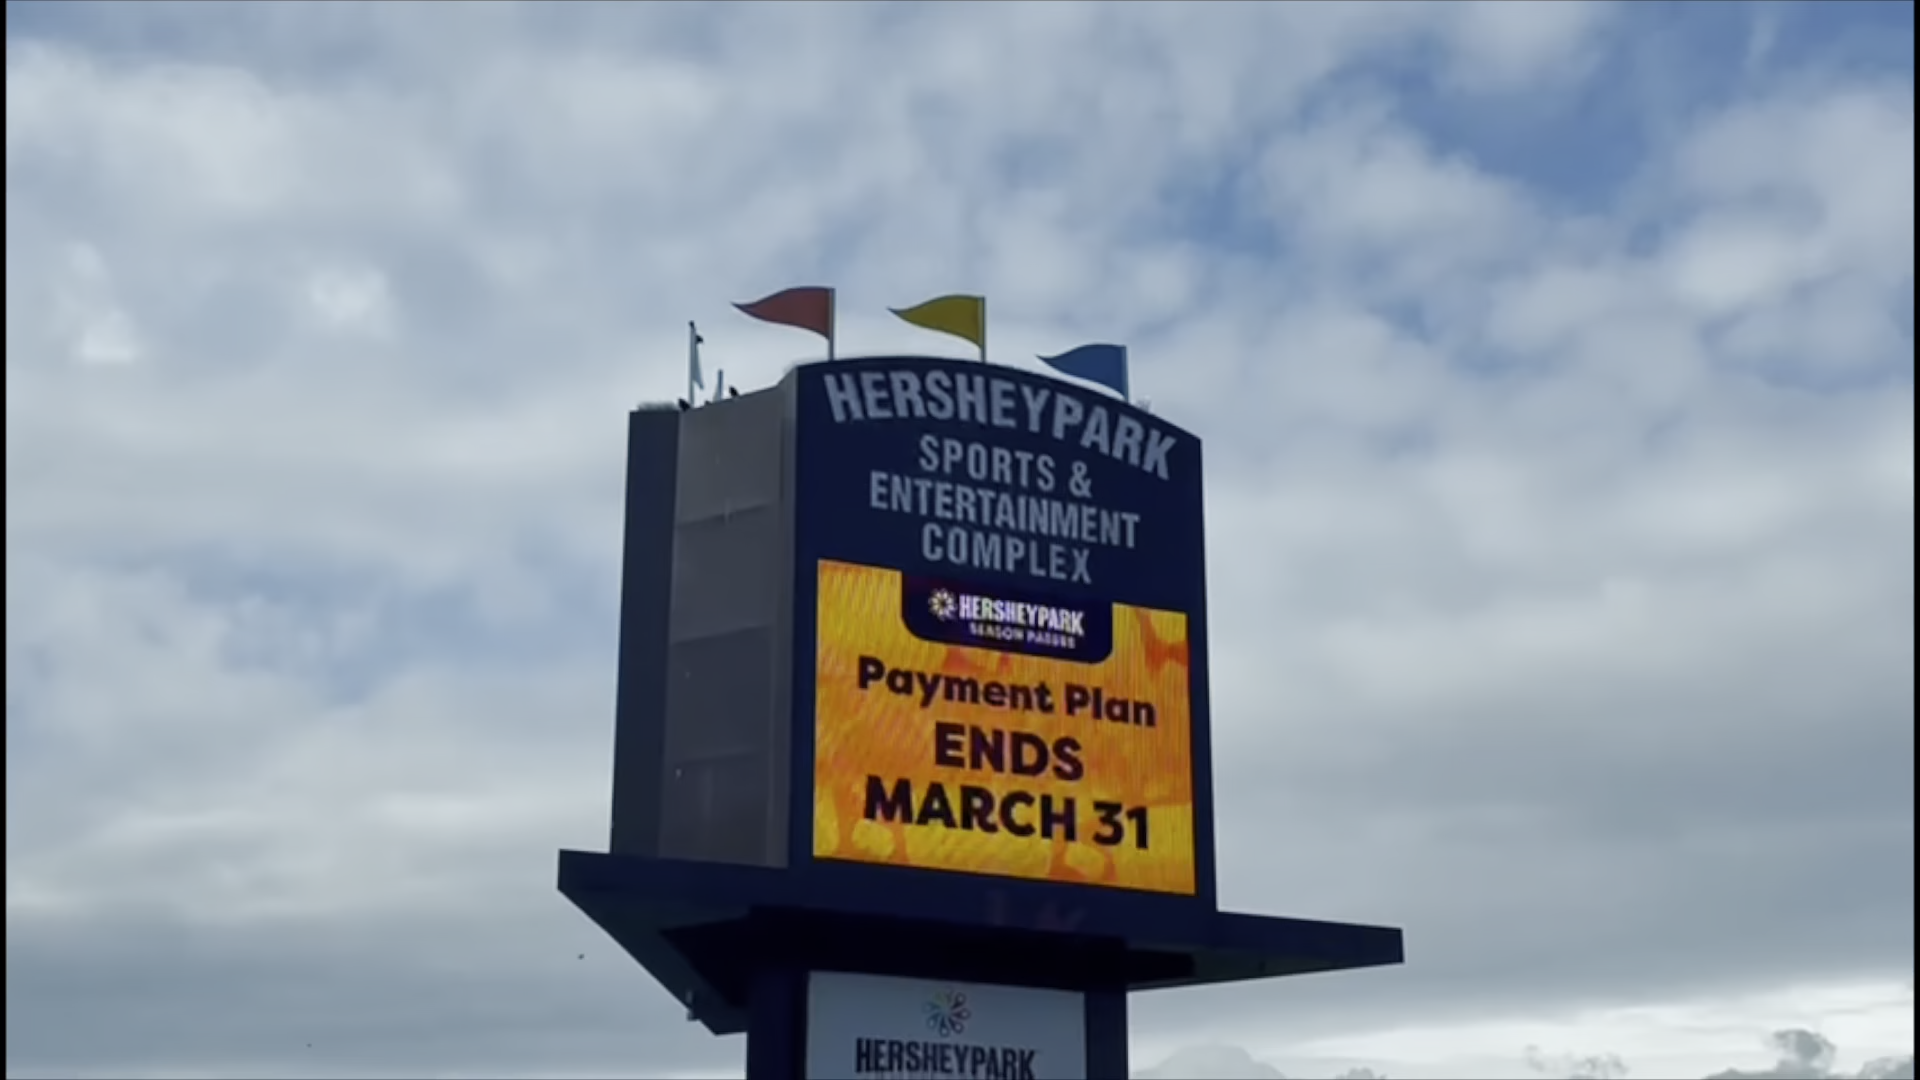 HERSHEYPARK
SPORTS &
ENTERTAINMENT
COMPLEX
HERSHEYPARK
SEASON PASSES
Payment Plan
ENDS
MARCH 31
HERSHEYPARK